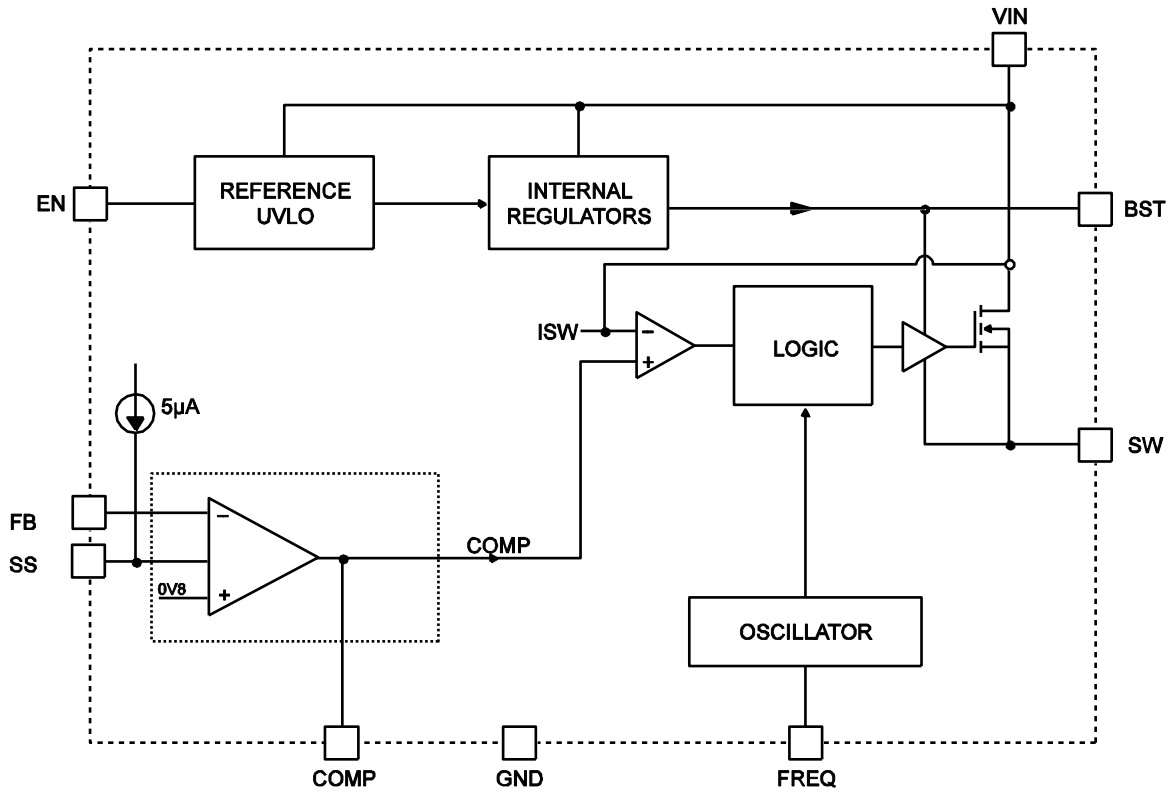 VIN
EN
REFERENCE
UVLO
INTERNAL
REGULATORS
BST
ISW
−
+
LOGIC
5µA
SW
FB
−
SS
COMP
0V8
+
OSCILLATOR
COMP
GND
FREQ